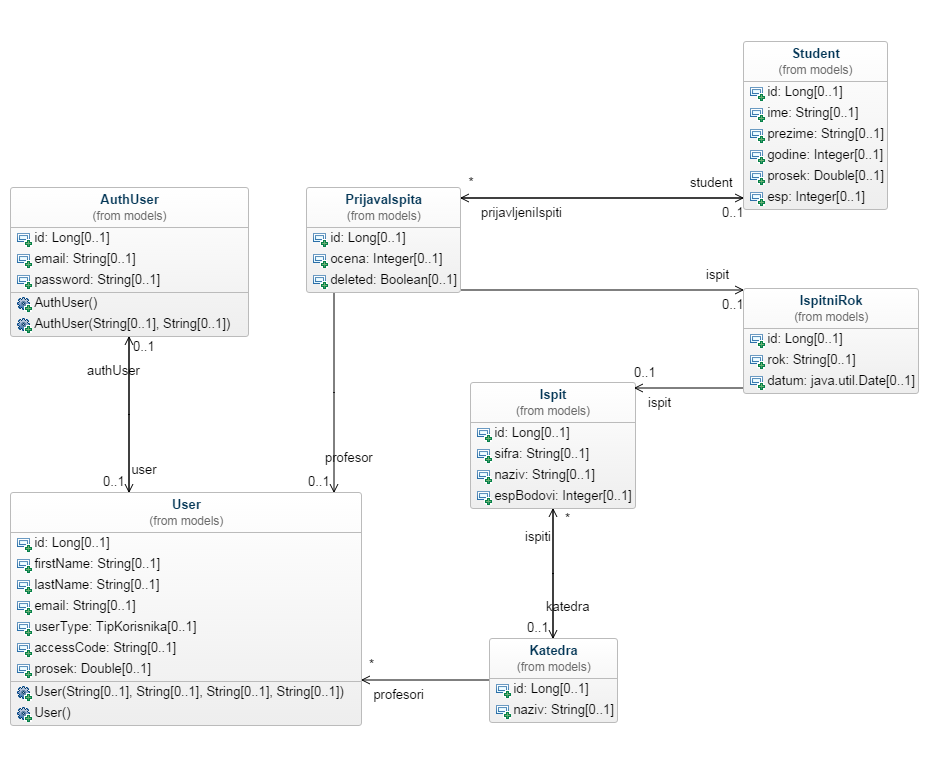 Student
(from models)
id: Long[0..1]
ime: String[0..1]
prezime: String[0..1]
godine: Integer[0..1]
prosek: Double[0..1]
esp: Integer[0..1]
*
student
prijavljeniIspiti
0..1
AuthUser
(from models)
id: Long[0..1]
email: String[0..1]
password: String[0..1]
AuthUser()
AuthUser(String[0..1], String[0..1])
PrijavaIspita
(from models)
id: Long[0..1]
ocena: Integer[0..1]
deleted: Boolean[0..1]
ispit
0..1
IspitniRok
(from models)
id: Long[0..1]
rok: String[0..1]
datum: java.util.Date[0..1]
0..1
authUser
0..1
ispit
Ispit
(from models)
id: Long[0..1]
sifra: String[0..1]
naziv: String[0..1]
espBodovi: Integer[0..1]
user
0..1
profesor
0..1
*
ispiti
katedra
0..1
User
(from models)
id: Long[0..1]
firstName: String[0..1]
lastName: String[0..1]
email: String[0..1]
userType: TipKorisnika[0..1]
accessCode: String[0..1]
prosek: Double[0..1]
User(String[0..1], String[0..1], String[0..1], String[0..1])
User()
*
profesori
Katedra
(from models)
id: Long[0..1]
naziv: String[0..1]